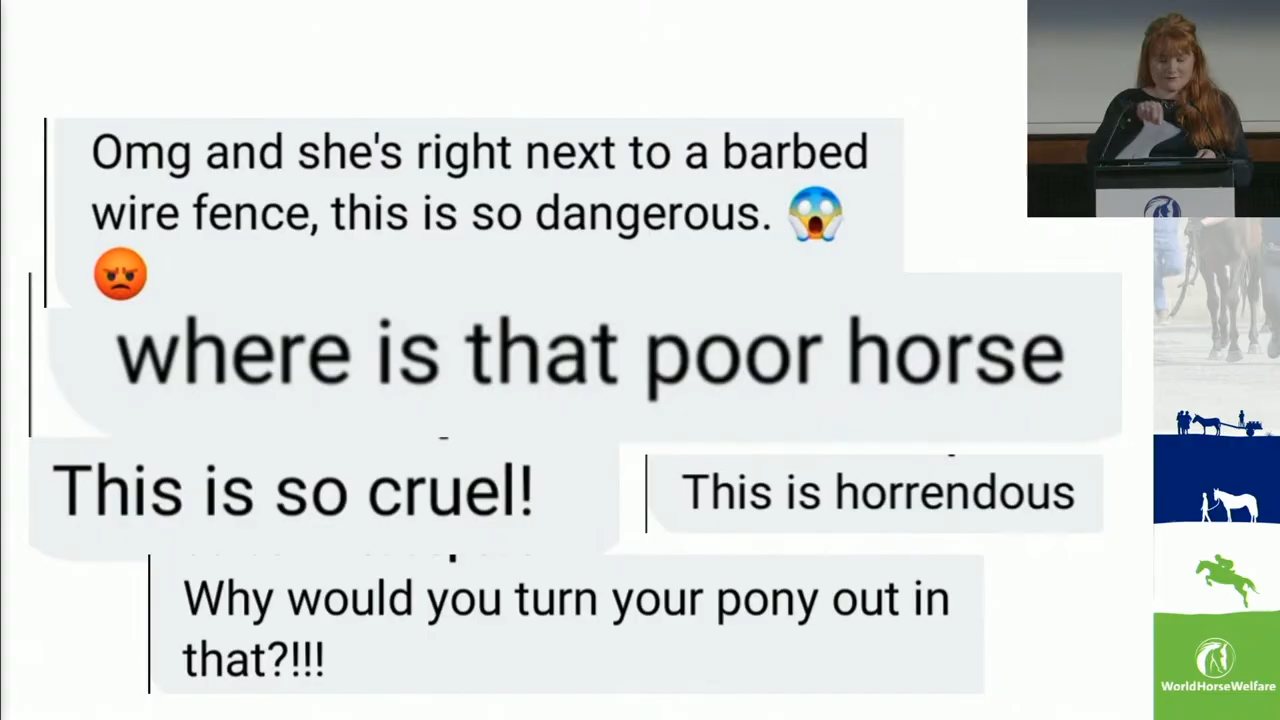 Omg and she's right next to a barbed
wire fence, this is so dangerous. 😱
😡
where is that poor horse
This is so cruel!
This is horrendous
Why would you turn your pony out in
that?!!!
WorldHorseWelfare